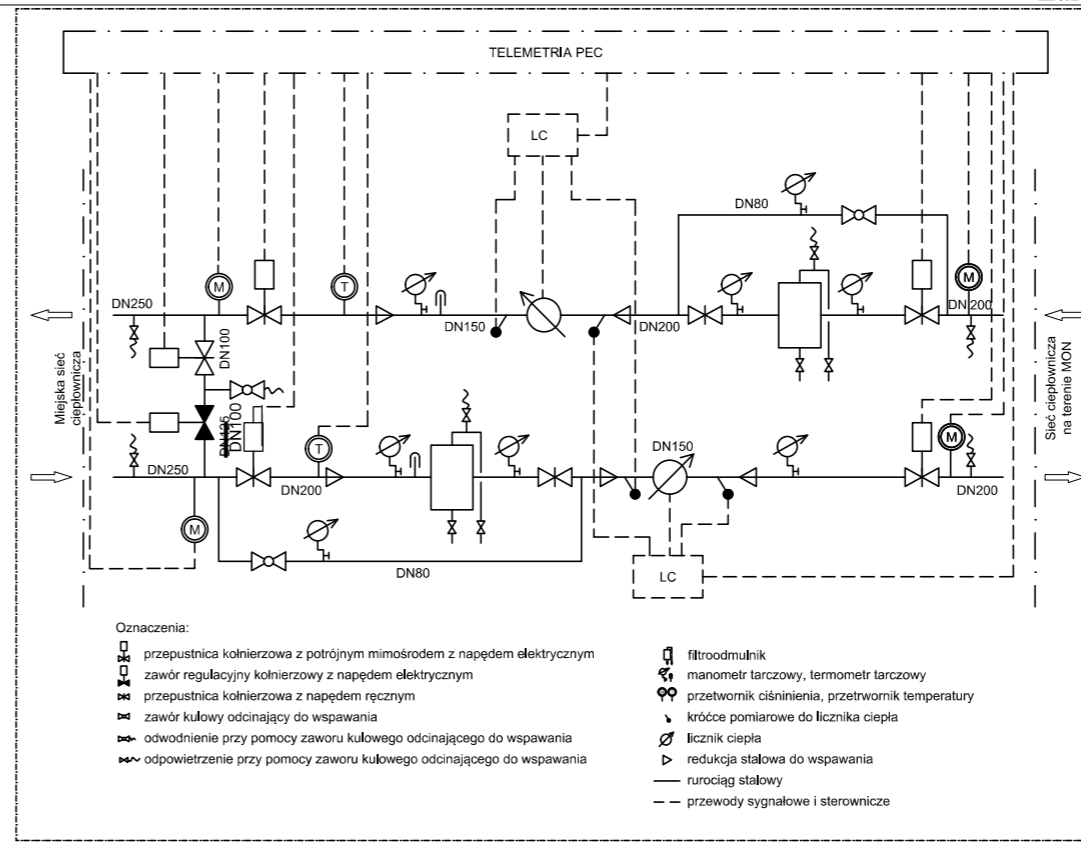 TELEMETRIA PEC
LC
DN80
DN250
M
T
DN150
DN200
M
DN 200
DN100
Miejska sieć
ciepłownicza
Sieć ciepłownicza
na terenie MON
DN125
DN100
DN250
DN200
T
DN150
M
DN200
M
DN80
LC
Oznaczenia:
przepustnica kołnierzowa z potrójnym mimośrodem z napędem elektrycznym
zawór regulacyjny kołnierzowy z napędem elektrycznym
przepustnica kołnierzowa z napędem ręcznym
zawór kulowy odcinający do wspawania
odwodnienie przy pomocy zaworu kulowego odcinającego do wspawania
odpowietrzenie przy pomocy zaworu kulowego odcinającego do wspawania
filtroodmulnik
manometr tarczowy, termometr tarczowy
przetwornik ciśninienia, przetrwornik temperatury
króćce pomiarowe do licznika ciepła
licznik ciepła
redukcja stalowa do wspawania
rurociąg stalowy
przewody sygnałowe i sterownicze